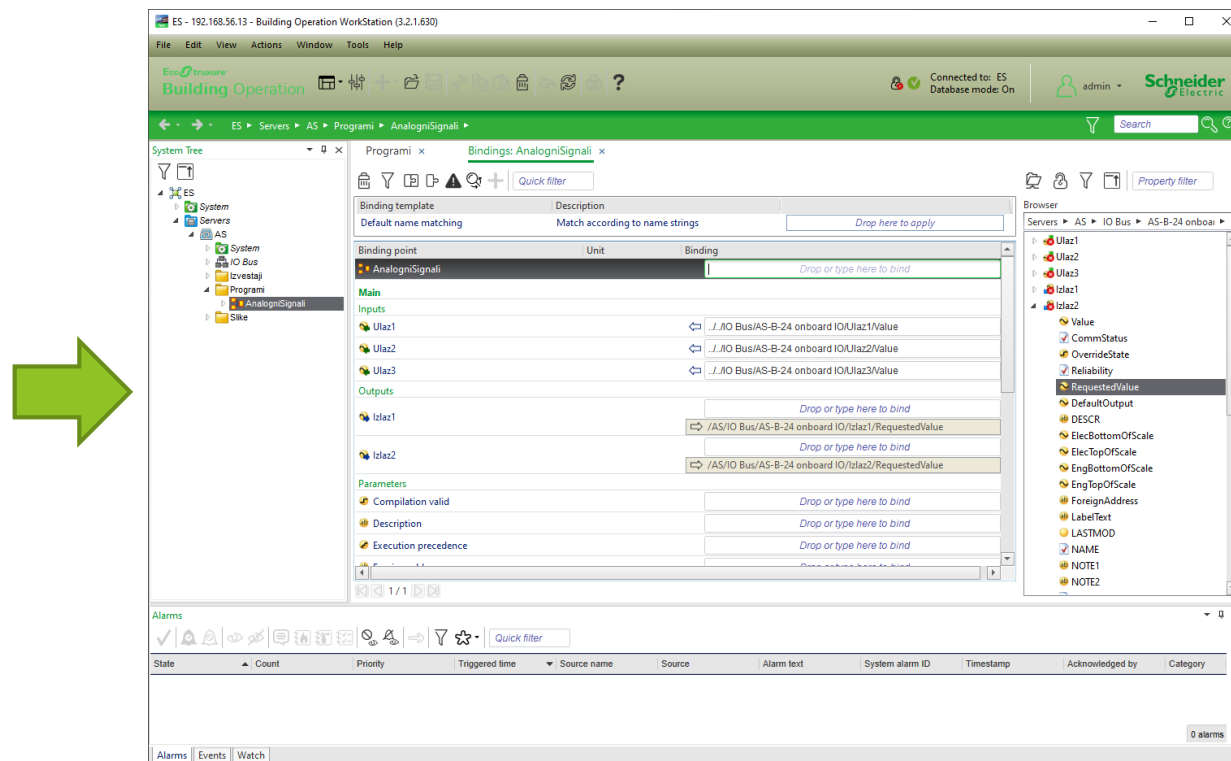 ES - 192.168.56.13 - Building Operation WorkStation (3.2.1.630)
File Edit View Actions Window Tools Help
EcoStruxure
Building Operation
Connected to: ES
Database mode: On
admin
Schneider
Electric
ES Servers AS Programi AnalogniSignali
Search
System Tree
ES
System
Servers
AS
System
IO Bus
Izvestaji
Programi
AnalogniSignali
Slike
Programi × Bindings: AnalogniSignali ×
Quick filter
Binding template Description
Default name matching Match according to name strings Drop here to apply
Binding point Unit Binding
AnalogniSignali Drop or type here to bind
Main
Inputs
Ulaz1 ../../IO Bus/AS-B-24 onboard IO/Ulaz1/Value
Ulaz2 ../../IO Bus/AS-B-24 onboard IO/Ulaz2/Value
Ulaz3 ../../IO Bus/AS-B-24 onboard IO/Ulaz3/Value
Outputs
Izlaz1 Drop or type here to bind
/AS/IO Bus/AS-B-24 onboard IO/Izlaz1/RequestedValue
Izlaz2 Drop or type here to bind
/AS/IO Bus/AS-B-24 onboard IO/Izlaz2/RequestedValue
Parameters
Compilation valid Drop or type here to bind
Description Drop or type here to bind
Execution precedence Drop or type here to bind
1 / 1
Property filter
Browser
Servers AS IO Bus AS-B-24 onboar
Ulaz1
Ulaz2
Ulaz3
Izlaz1
Izlaz2
Value
CommStatus
OverrideState
Reliability
RequestedValue
DefaultOutput
DESCR
ElecBottomOfScale
ElecTopOfScale
EngBottomOfScale
EngTopOfScale
ForeignAddress
LabelText
LASTMOD
NAME
NOTE1
NOTE2
Alarms
Quick filter
State Count Priority Triggered time Source name Source Alarm text System alarm ID Timestamp Acknowledged by Category
0 alarms
Alarms Events Watch